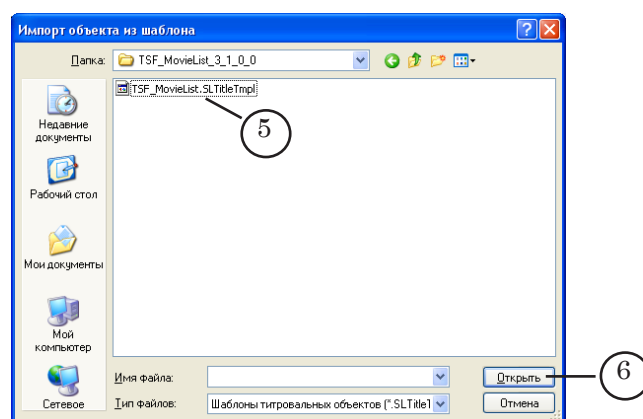 Импорт объекта из шаблона
Папка: TSF_MovieList_3_1_0_0
TSF_MovieList.SLTitleTmpl
5
Недавние
документы
Рабочий стол
Мои документы
Мой
компьютер
Сетевое
Имя файла:
Открыть
6
Тип файлов: Шаблоны титровальных объектов (*.SLTitleT
Отмена